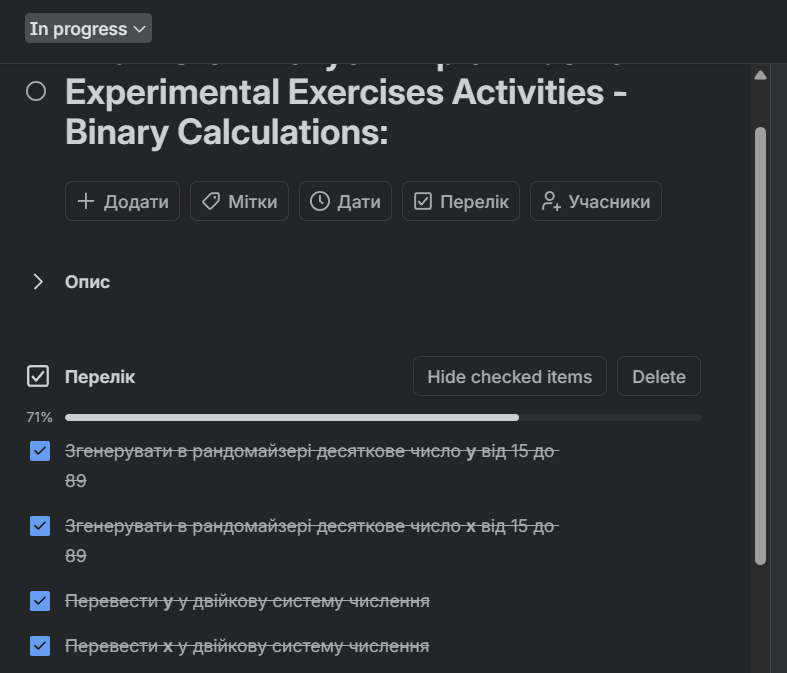 In progress
Experimental Exercises Activities -
Binary Calculations:
Додати
Мітки
Дати
Перелік
Учасники
Опис
Перелік
Hide checked items
Delete
71%
Згенерувати в рандомайзері десяткове число y від 15 до
89
Згенерувати в рандомайзері десяткове число x від 15 до
89
Перевести y у двійкову систему числення
Перевести x у двійкову систему числення